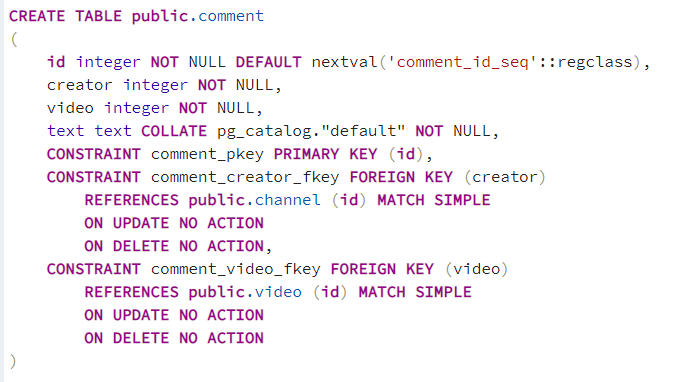 CREATE TABLE public.comment
(
id integer NOT NULL DEFAULT nextval('comment_id_seq'::regclass),
creator integer NOT NULL,
video integer NOT NULL,
text text COLLATE pg_catalog."default" NOT NULL,
CONSTRAINT comment_pkey PRIMARY KEY (id),
CONSTRAINT comment_creator_fkey FOREIGN KEY (creator)
REFERENCES public.channel (id) MATCH SIMPLE
ON UPDATE NO ACTION
ON DELETE NO ACTION,
CONSTRAINT comment_video_fkey FOREIGN KEY (video)
REFERENCES public.video (id) MATCH SIMPLE
ON UPDATE NO ACTION
ON DELETE NO ACTION
)